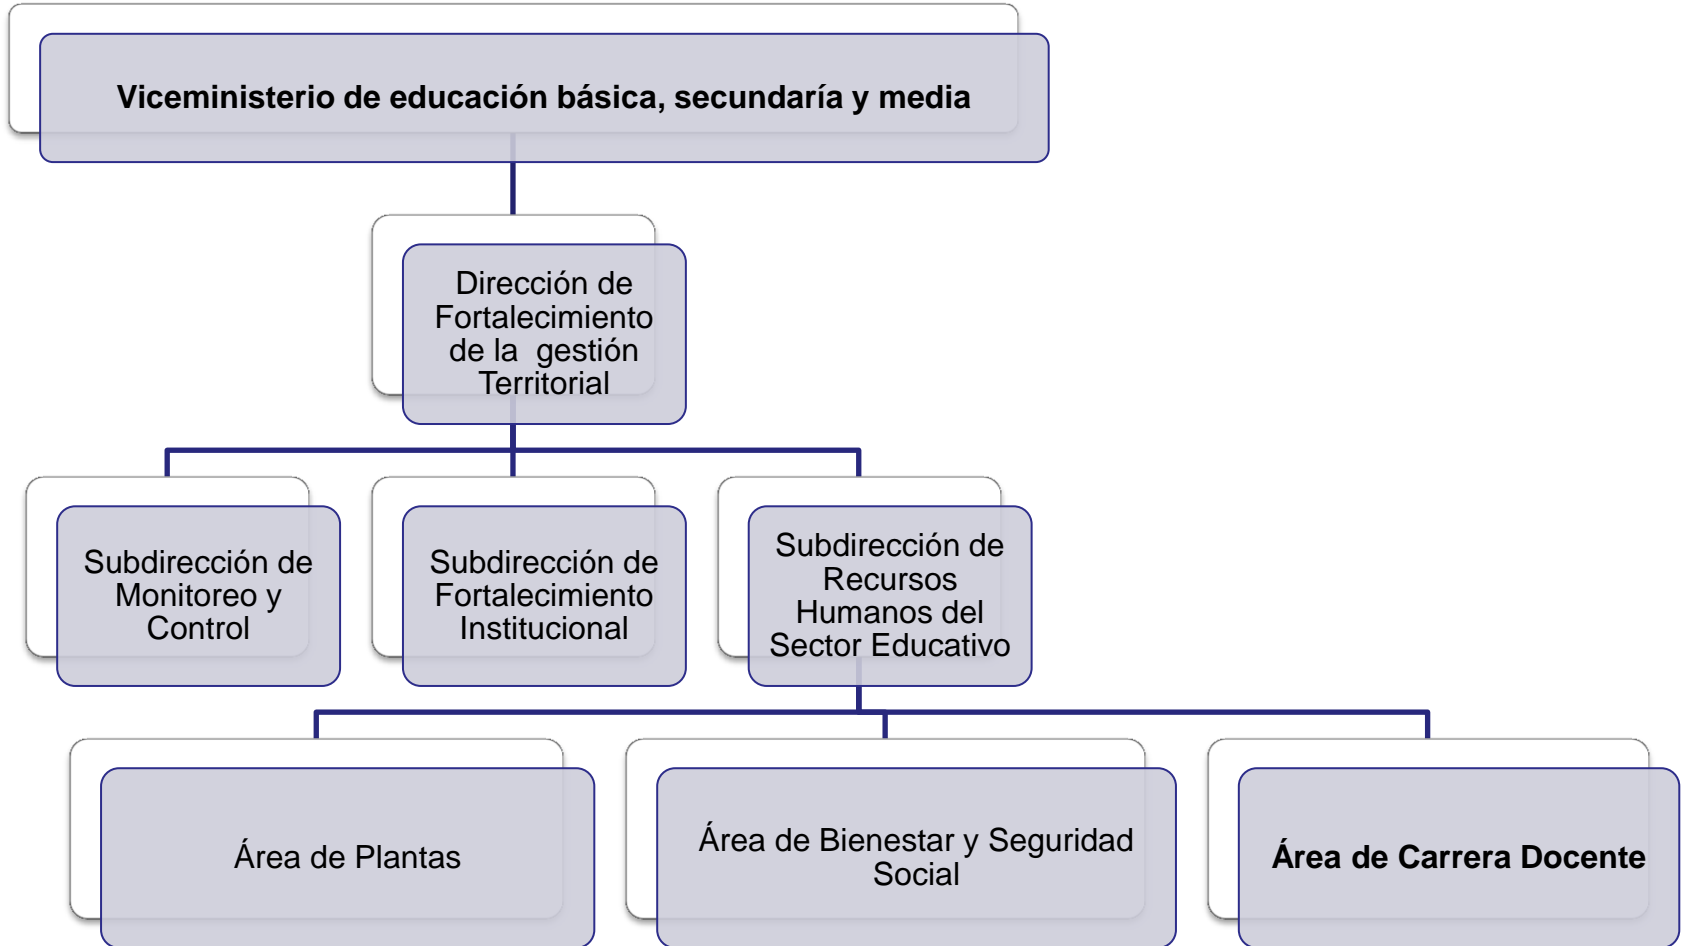 Viceministerio de educación básica, secundaría y media
Dirección de
Fortalecimiento
de la  gestión
Territorial
Subdirección de
Monitoreo y
Control
Subdirección de
Fortalecimiento
Institucional
Subdirección de
Recursos
Humanos del
Sector Educativo
Área de Plantas
Área de Bienestar y Seguridad
Social
Área de Carrera Docente